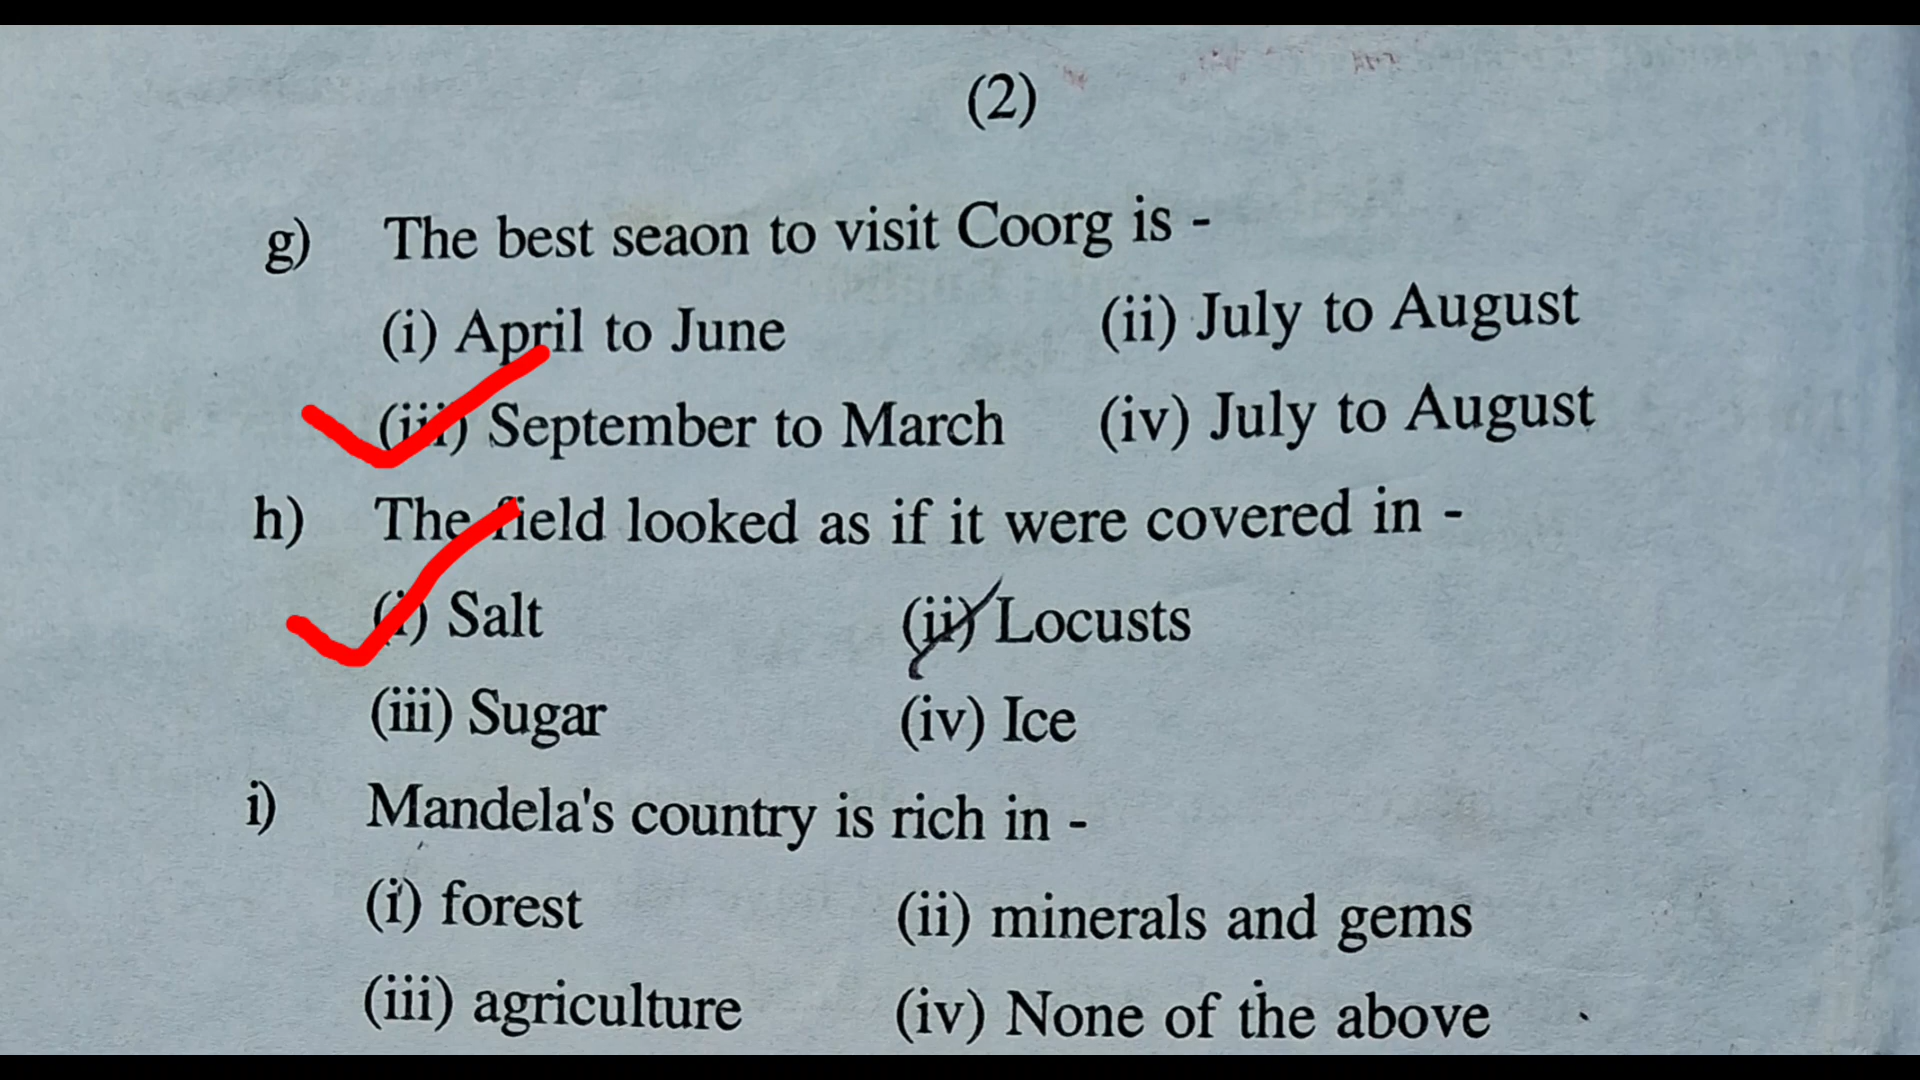 (2)
g) The best seaon to visit Coorg is -
(i) April to June (ii) July to August
(iii) September to March (iv) July to August
h) The field looked as if it were covered in -
(i) Salt (ii) Locusts
(iii) Sugar (iv) Ice
i) Mandela's country is rich in -
(i) forest (ii) minerals and gems
(iii) agriculture (iv) None of the above